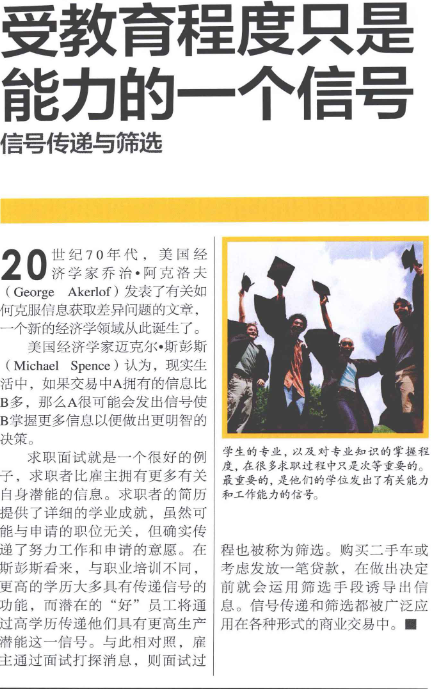 受教育程度只是
能力的一个信号
信号传递与筛选
20世纪70年代，美国经
济学家乔治•阿克洛夫
（George Akerlof）发表了有关如
何克服信息获取差异问题的文章，
一个新的经济学领域从此诞生了。
美国经济学家迈克尔•斯彭斯
（Michael Spence）认为，现实生
活中，如果交易中A拥有的信息比
B多，那么A很可能会发出信号使
B掌握更多信息以便做出更明智的
决策。
求职面试就是一个很好的例
子，求职者比雇主拥有更多有关
自身潜能的信息。求职者的简历
提供了详细的学业成就，虽然可
能与申请的职位无关，但确实传
递了努力工作和申请的意愿。在
斯彭斯看来，与职业培训不同，
更高的学历大多具有传递信号的
功能，而潜在的“好”员工将通
过高学历传递他们具有更高生产
潜能这一信号。与此相对照，雇
主通过面试打探消息，则面试过
学生的专业，以及对专业知识的掌握程
度，在很多求职过程中只是次等重要的。
最重要的，是他们的学位发出了有关能力
和工作能力的信号。
程也被称为筛选。购买二手车或
考虑发放一笔贷款，在做出决定
前就会运用筛选手段诱导出信
息。信号传递和筛选都被广泛应
用在各种形式的商业交易中。■